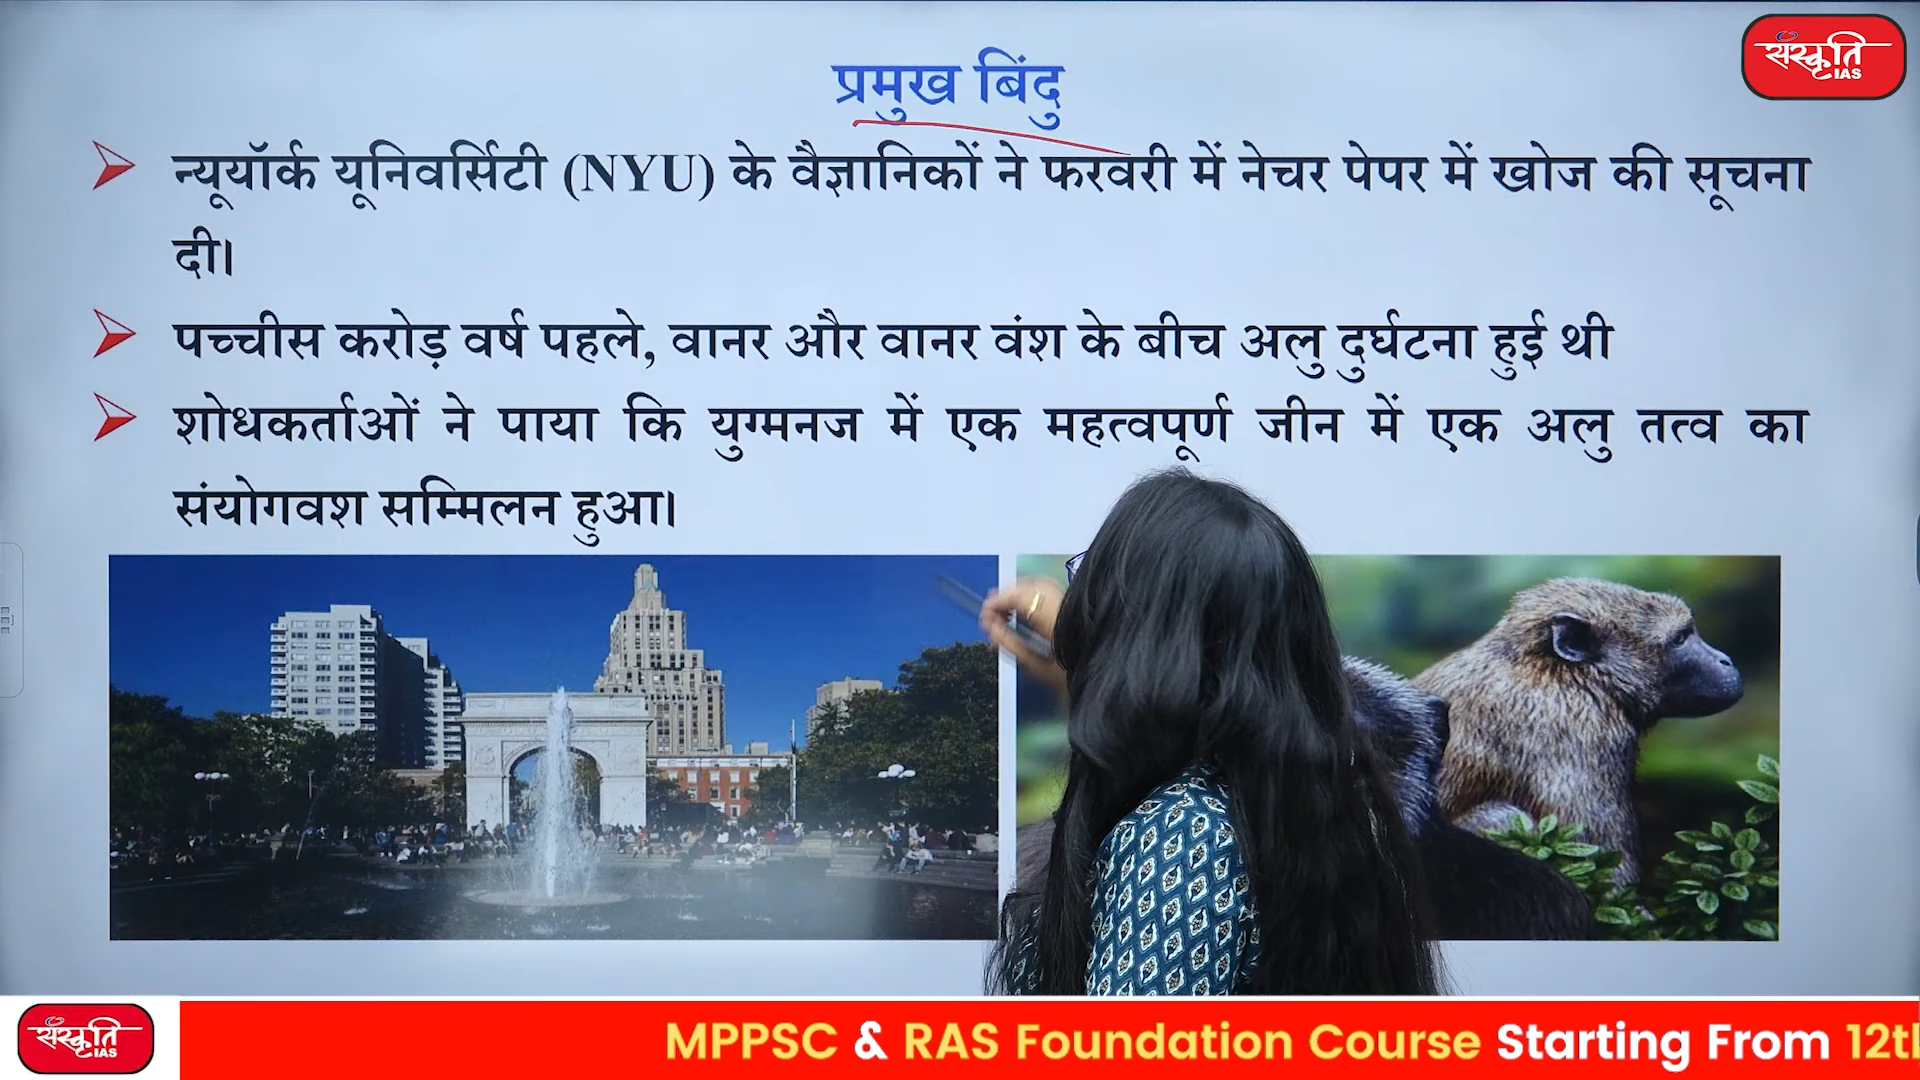 संस्कृति
IAS
प्रमुख बिंदु
न्यूयॉर्क यूनिवर्सिटी (NYU) के वैज्ञानिकों ने फरवरी में नेचर पेपर में खोज की सूचना
दी।
पच्चीस करोड़ वर्ष पहले, वानर और वानर वंश के बीच अलु दुर्घटना हुई थी
शोधकर्ताओं ने पाया कि युग्मनज में एक महत्वपूर्ण जीन में एक अलु तत्व का
संयोगवश सम्मिलन हुआ।
संस्कृति
IAS
MPPSC & RAS Foundation Course Starting From 12th